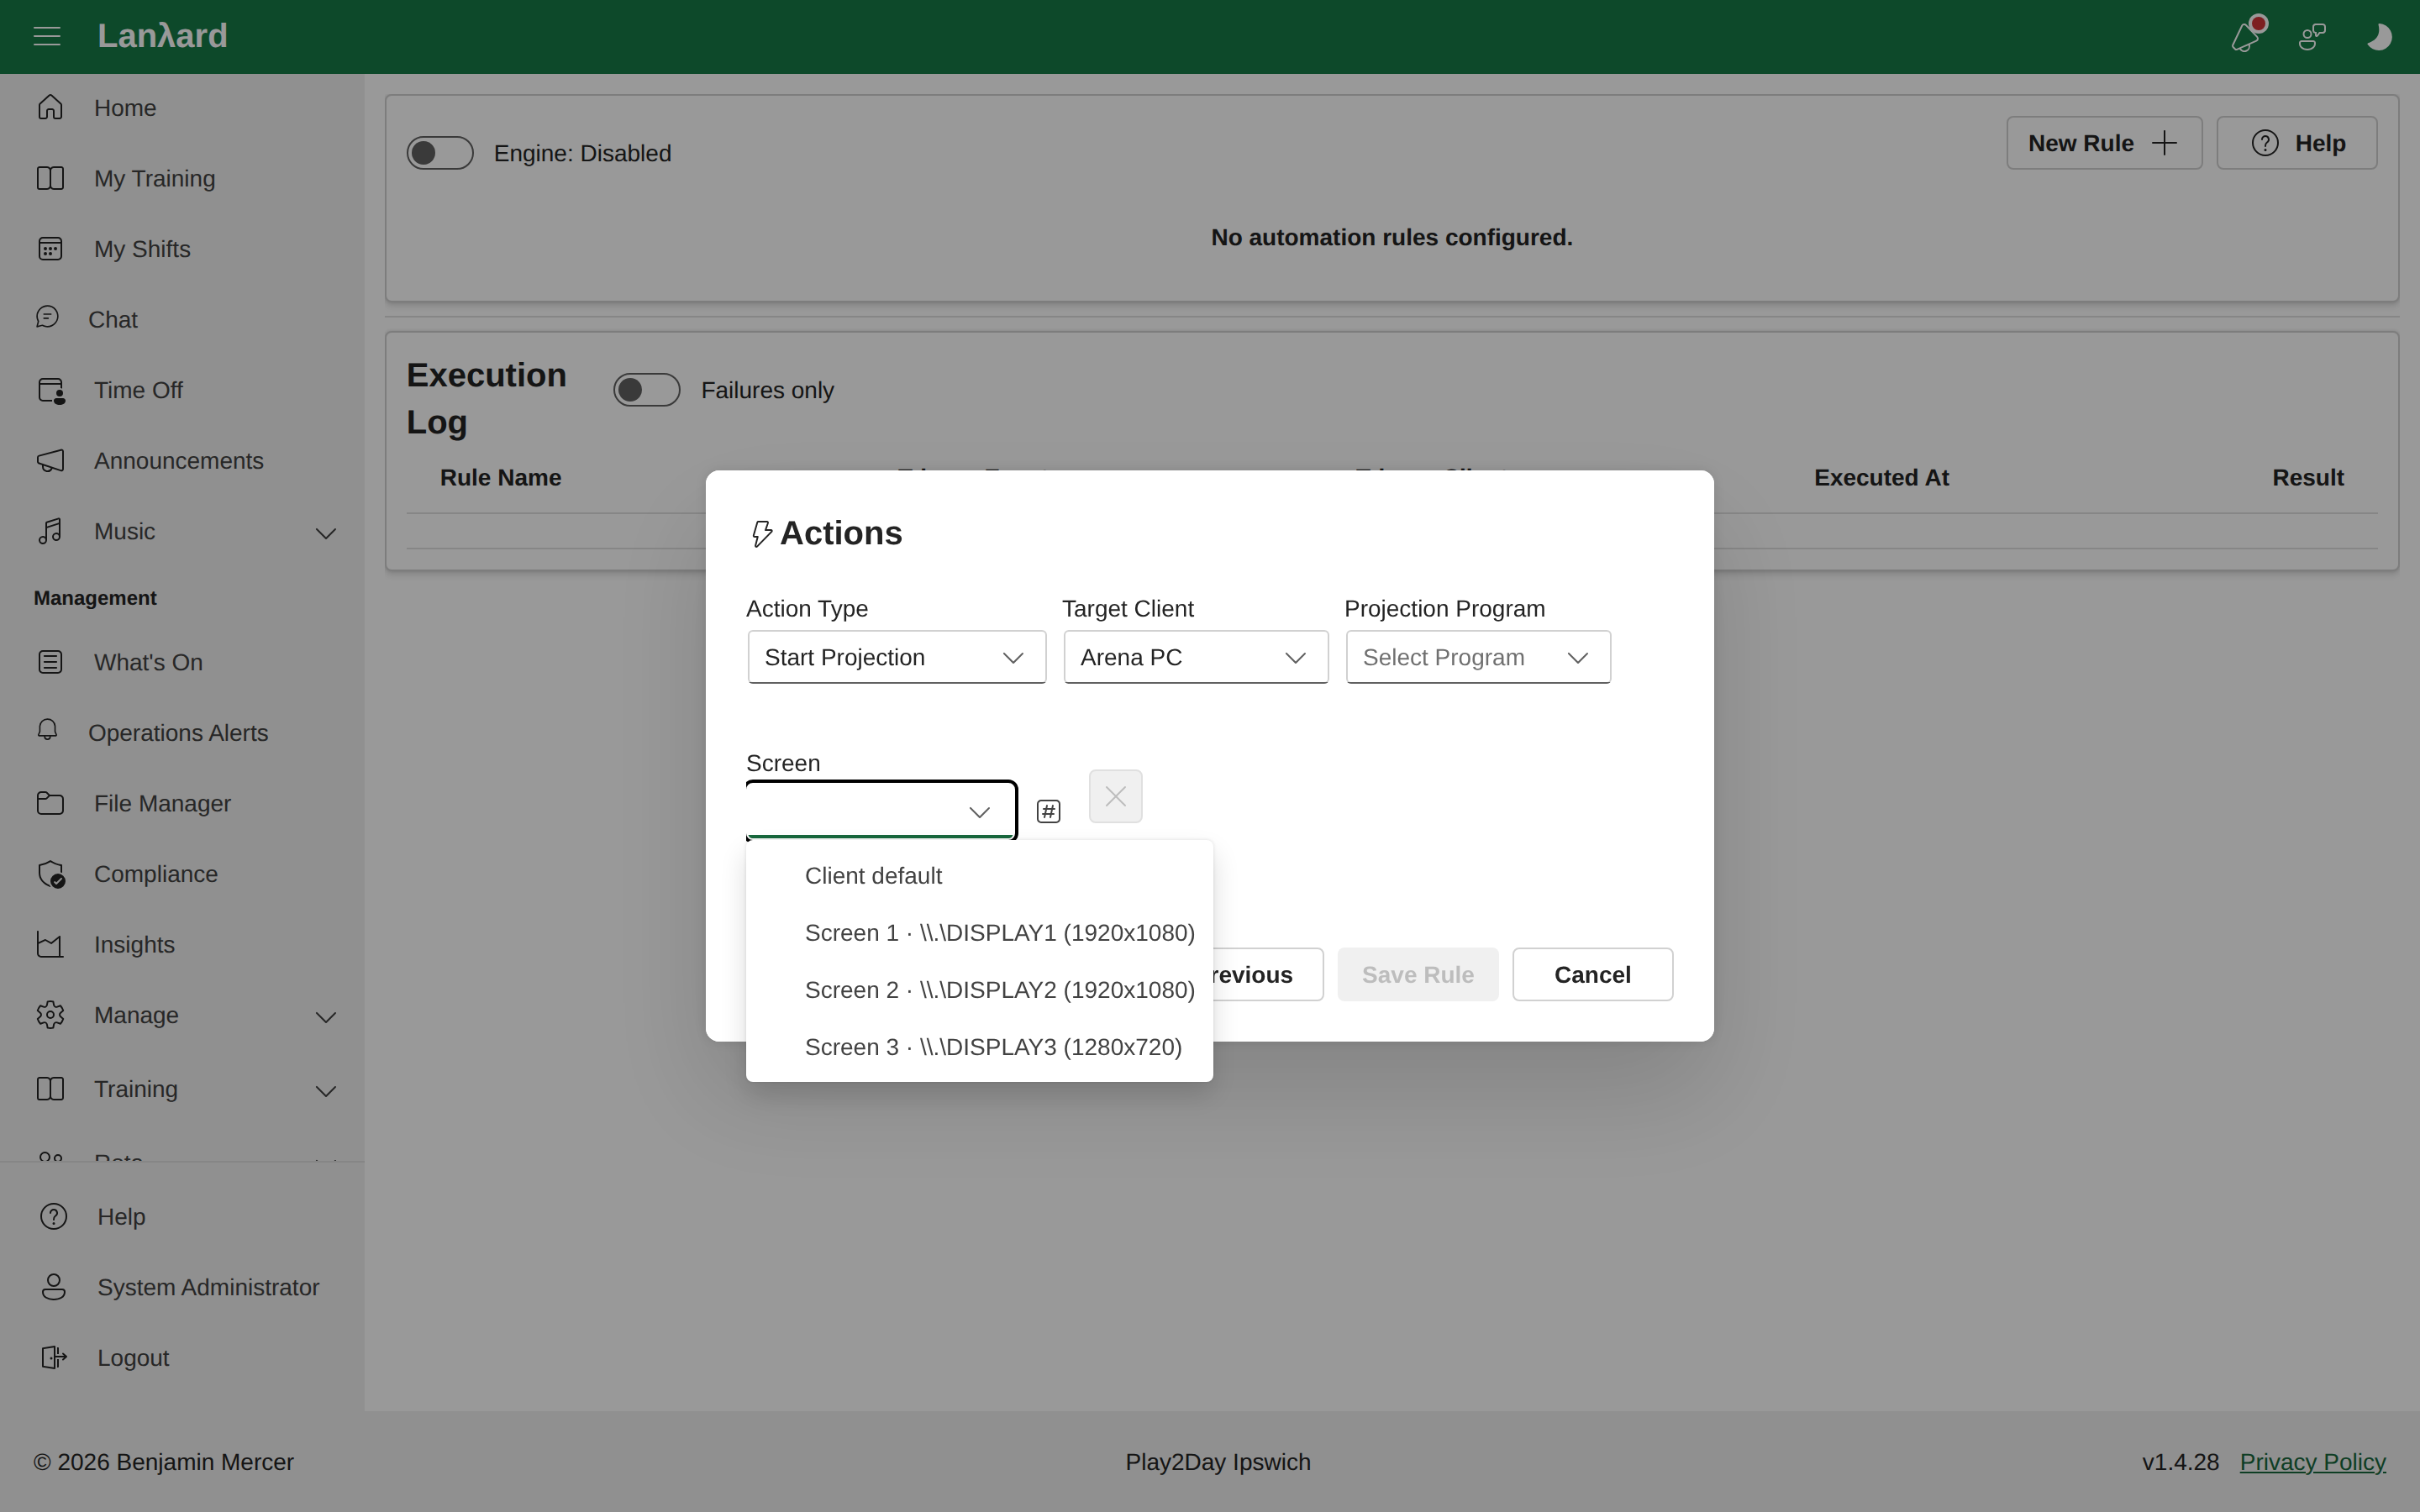 Lanλard
Home
My Training
My Shifts
Chat
Time Off
Announcements
Music
Management
What's On
Operations Alerts
File Manager
Compliance
Insights
Manage
Training
Help
System Administrator
Logout
Engine: Disabled
New Rule
Help
No automation rules configured.
Execution
Log
Failures only
Rule Name
Executed At
Result
Actions
Action Type
Target Client
Projection Program
Start Projection
Arena PC
Select Program
Screen
Client default
Screen 1 · \\.\DISPLAY1 (1920x1080)
Screen 2 · \\.\DISPLAY2 (1920x1080)
Screen 3 · \\.\DISPLAY3 (1280x720)
revious
Save Rule
Cancel
© 2026 Benjamin Mercer
Play2Day Ipswich
v1.4.28
Privacy Policy